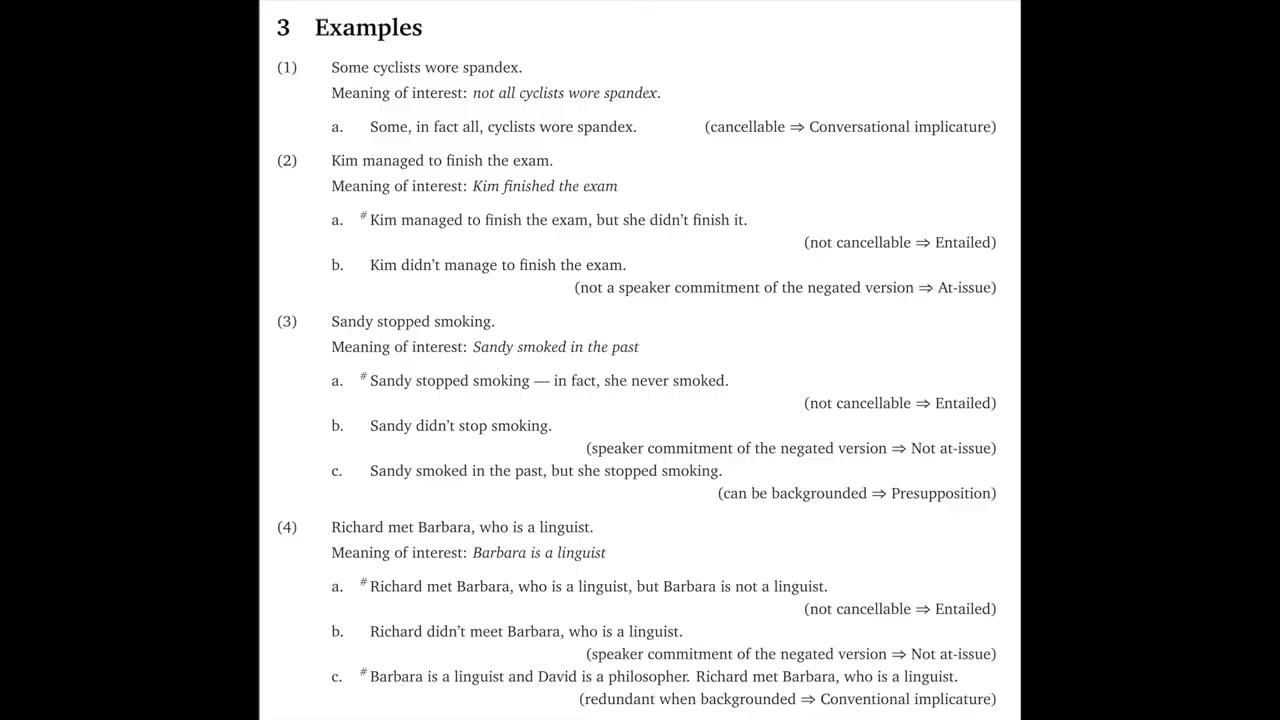 3 Examples
(1) Some cyclists wore spandex.
Meaning of interest: not all cyclists wore spandex.
a. Some, in fact all, cyclists wore spandex. (cancellable ⇒ Conversational implicature)
(2) Kim managed to finish the exam.
Meaning of interest: Kim finished the exam
a. #Kim managed to finish the exam, but she didn't finish it.
(not cancellable ⇒ Entailed)
b. Kim didn't manage to finish the exam.
(not a speaker commitment of the negated version ⇒ At-issue)
(3) Sandy stopped smoking.
Meaning of interest: Sandy smoked in the past
a. #Sandy stopped smoking — in fact, she never smoked.
(not cancellable ⇒ Entailed)
b. Sandy didn't stop smoking.
(speaker commitment of the negated version ⇒ Not at-issue)
c. Sandy smoked in the past, but she stopped smoking.
(can be backgrounded ⇒ Presupposition)
(4) Richard met Barbara, who is a linguist.
Meaning of interest: Barbara is a linguist
a. #Richard met Barbara, who is a linguist, but Barbara is not a linguist.
(not cancellable ⇒ Entailed)
b. Richard didn't meet Barbara, who is a linguist.
(speaker commitment of the negated version ⇒ Not at-issue)
c. #Barbara is a linguist and David is a philosopher. Richard met Barbara, who is a linguist.
(redundant when backgrounded ⇒ Conventional implicature)